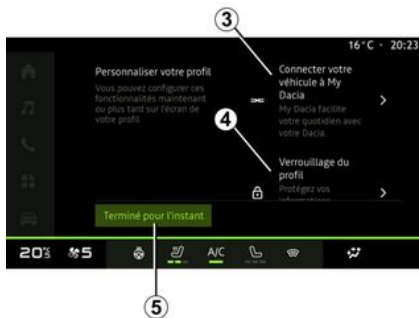 3
16°C · 20:23
Personnaliser votre profil
Vous pouvez configurer ces
fonctionnalités maintenant
ou plus tard sur l'écran de
votre profil
Connecter votre
véhicule à My
Dacia
My Dacia facilite
votre quotidien avec
votre Dacia.
4
Verrouillage du
profil
Protégez vos
informations
Terminé pour l'instant
20
5
A/C
5